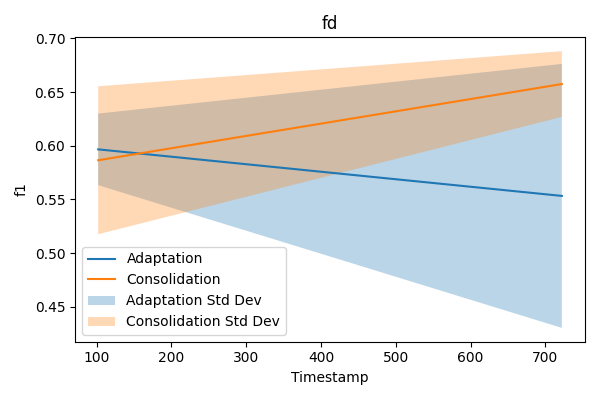 fd
f1
0.70
0.65
0.60
0.55
0.50
0.45
Adaptation
Consolidation
Adaptation Std Dev
Consolidation Std Dev
100 200 300 400 500 600 700
Timestamp